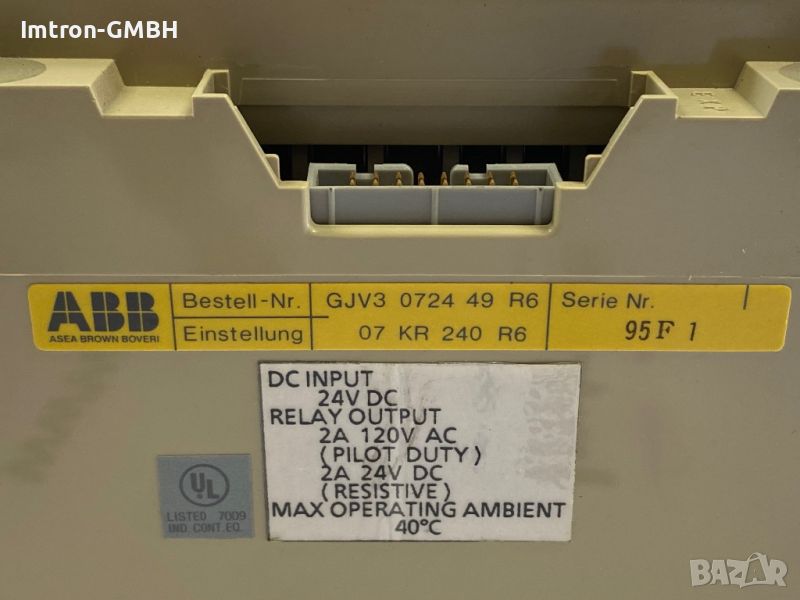 Imtron-GMBH
ABB
ASEA BROWN BOVERI
Bestell-Nr. GJV3 0724 49 R6 Serie Nr.
Einstellung 07 KR 240 R6 95F 1
DC INPUT
24V DC
RELAY OUTPUT
2A 120V AC
(PILOT DUTY)
2A 24V DC
(RESISTIVE)
MAX OPERATING AMBIENT
40°C
UL
LISTED 7009
IND. CONT. EQ.
BAZAR